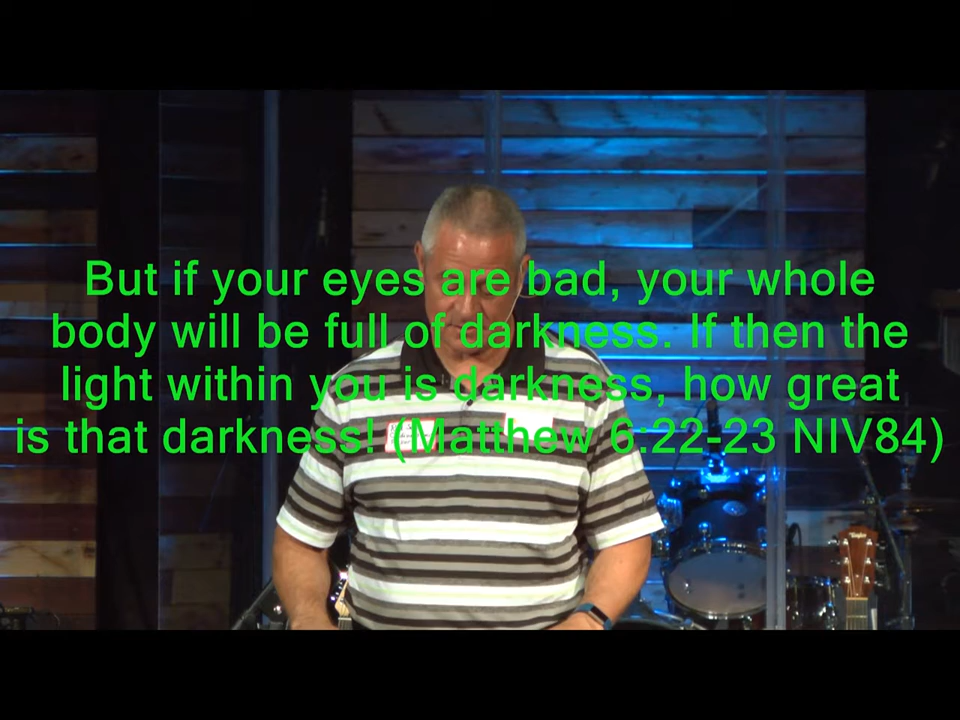 But if your eyes are bad, your whole
body will be full of darkness. If then the
light within you is darkness, how great
is that darkness! (Matthew 6:22-23 NIV84)